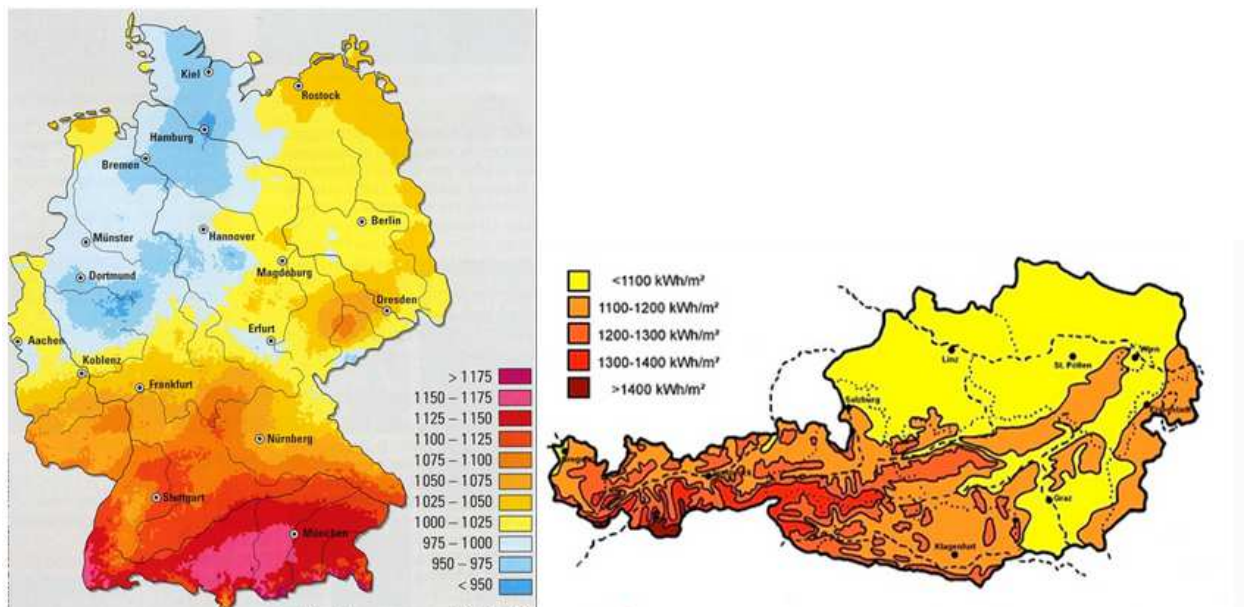 Kiel
Rostock
Hamburg
Bremen
Berlin
Hannover
Münster
Magdeburg
Dortmund
Dresden
Erfurt
Aachen
Koblenz
Frankfurt
Nürnberg
Stuttgart
München
> 1175
1150 – 1175
1125 – 1150
1100 – 1125
1075 – 1100
1050 – 1075
1025 – 1050
1000 – 1025
975 – 1000
950 – 975
< 950
<1100 kWh/m²
1100-1200 kWh/m²
1200-1300 kWh/m²
1300-1400 kWh/m²
>1400 kWh/m²
Linz
St. Pölten
Wien
Salzburg
Graz
Klagenfurt